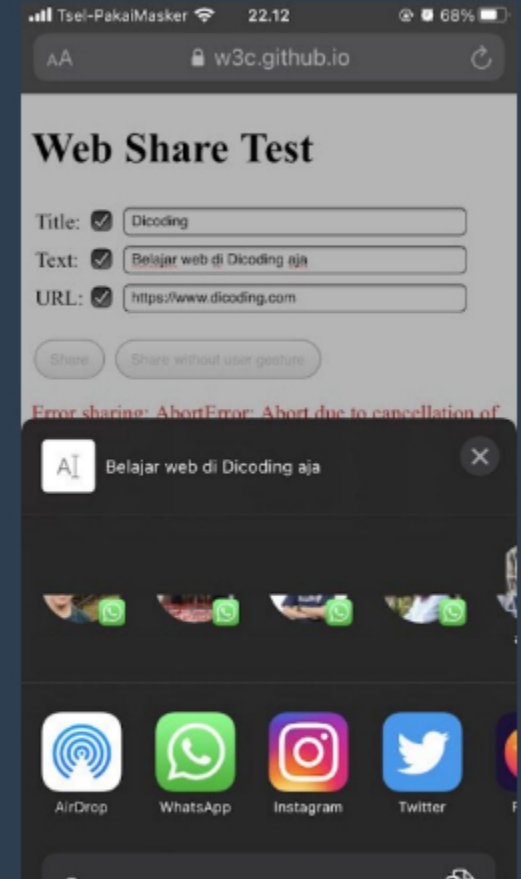 Tsel-PakaiMasker 22.12 68%
AA w3c.github.io
Web Share Test
Title: Dicoding
Text: Belajar web di Dicoding aja
URL: https://www.dicoding.com
Share Share without user gesture
Error sharing: AbortError: Abort due to cancellation of
AI Belajar web di Dicoding aja
AirDrop WhatsApp Instagram Twitter